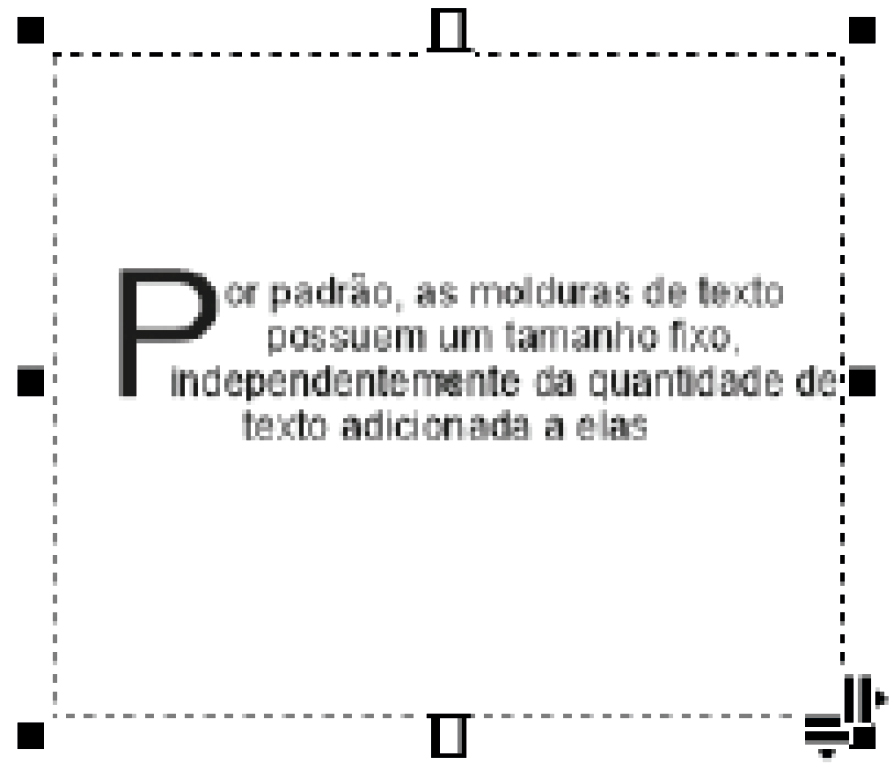 Por padrão, as molduras de texto
possuem um tamanho fixo,
independentemente da quantidade de
texto adicionada a elas